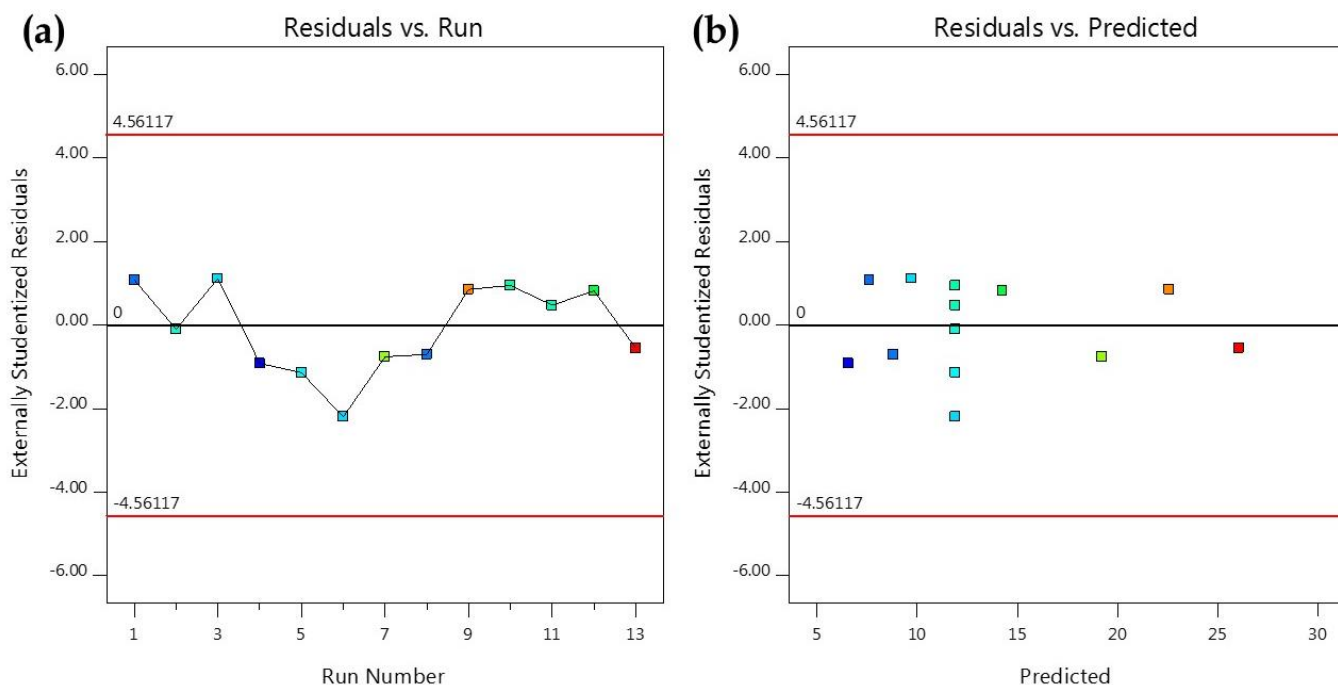 (a)
Residuals vs. Run
Externally Studentized Residuals
6.00
4.00
2.00
0.00
-2.00
-4.00
-6.00
4.56117
0
-4.56117
1 3 5 7 9 11 13
Run Number
(b)
Residuals vs. Predicted
Externally Studentized Residuals
6.00
4.00
2.00
0.00
-2.00
-4.00
-6.00
4.56117
0
-4.56117
5 10 15 20 25 30
Predicted